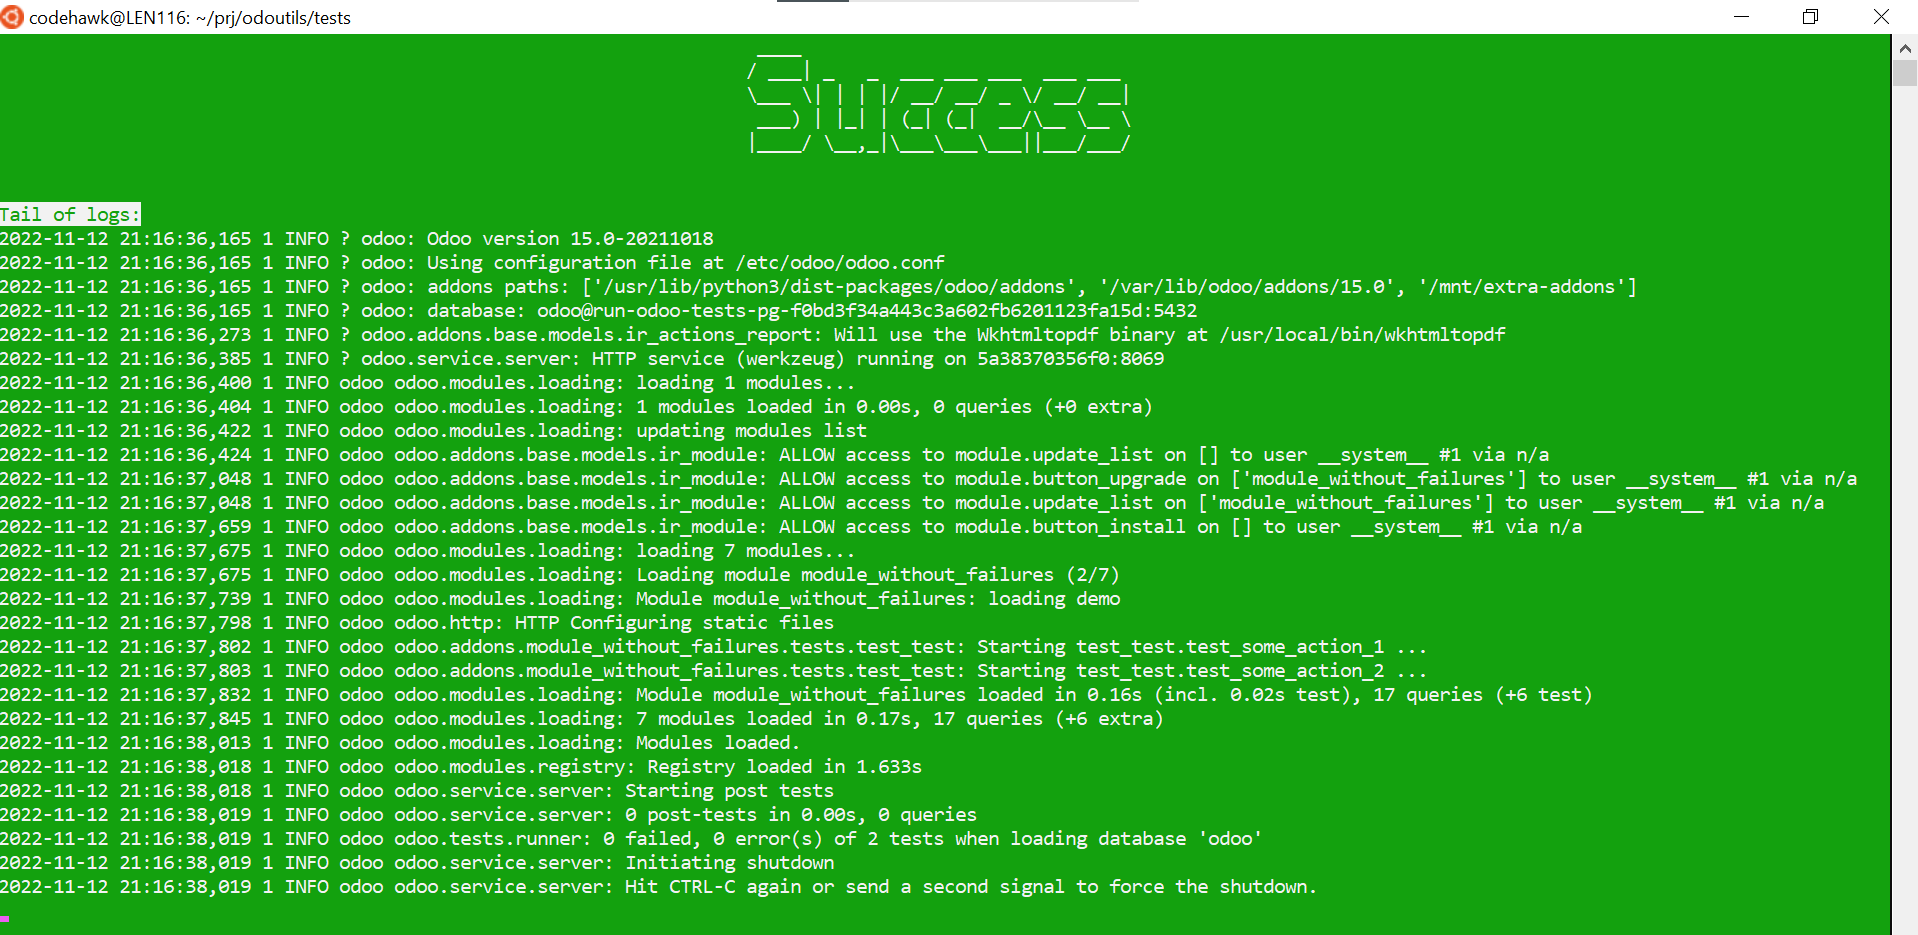 codehawk@LEN116: ~/prj/odoutils/tests
Success
Tail of logs:
2022-11-12 21:16:36,165 1 INFO ? odoo: Odoo version 15.0-20211018
2022-11-12 21:16:36,165 1 INFO ? odoo: Using configuration file at /etc/odoo/odoo.conf
2022-11-12 21:16:36,165 1 INFO ? odoo: addons paths: ['/usr/lib/python3/dist-packages/odoo/addons', '/var/lib/odoo/addons/15.0', '/mnt/extra-addons']
2022-11-12 21:16:36,165 1 INFO ? odoo: database: odoo@run-odoo-tests-pg-f0bd3f34a443c3a602fb6201123fa15d:5432
2022-11-12 21:16:36,273 1 INFO ? odoo.addons.base.models.ir_actions_report: Will use the Wkhtmltopdf binary at /usr/local/bin/wkhtmltopdf
2022-11-12 21:16:36,385 1 INFO ? odoo.service.server: HTTP service (werkzeug) running on 5a38370356f0:8069
2022-11-12 21:16:36,400 1 INFO odoo odoo.modules.loading: loading 1 modules...
2022-11-12 21:16:36,404 1 INFO odoo odoo.modules.loading: 1 modules loaded in 0.00s, 0 queries (+0 extra)
2022-11-12 21:16:36,422 1 INFO odoo odoo.modules.loading: updating modules list
2022-11-12 21:16:36,424 1 INFO odoo odoo.addons.base.models.ir_module: ALLOW access to module.update_list on [] to user __system__ #1 via n/a
2022-11-12 21:16:37,048 1 INFO odoo odoo.addons.base.models.ir_module: ALLOW access to module.button_upgrade on ['module_without_failures'] to user __system__ #1 via n/a
2022-11-12 21:16:37,048 1 INFO odoo odoo.addons.base.models.ir_module: ALLOW access to module.update_list on ['module_without_failures'] to user __system__ #1 via n/a
2022-11-12 21:16:37,659 1 INFO odoo odoo.addons.base.models.ir_module: ALLOW access to module.button_install on [] to user __system__ #1 via n/a
2022-11-12 21:16:37,675 1 INFO odoo odoo.modules.loading: loading 7 modules...
2022-11-12 21:16:37,675 1 INFO odoo odoo.modules.loading: Loading module module_without_failures (2/7)
2022-11-12 21:16:37,739 1 INFO odoo odoo.modules.loading: Module module_without_failures: loading demo
2022-11-12 21:16:37,798 1 INFO odoo odoo.http: HTTP Configuring static files
2022-11-12 21:16:37,802 1 INFO odoo odoo.addons.module_without_failures.tests.test_test: Starting test_test.test_some_action_1 ...
2022-11-12 21:16:37,803 1 INFO odoo odoo.addons.module_without_failures.tests.test_test: Starting test_test.test_some_action_2 ...
2022-11-12 21:16:37,832 1 INFO odoo odoo.modules.loading: Module module_without_failures loaded in 0.16s (incl. 0.02s test), 17 queries (+6 test)
2022-11-12 21:16:37,845 1 INFO odoo odoo.modules.loading: 7 modules loaded in 0.17s, 17 queries (+6 extra)
2022-11-12 21:16:38,013 1 INFO odoo odoo.modules.loading: Modules loaded.
2022-11-12 21:16:38,018 1 INFO odoo odoo.modules.registry: Registry loaded in 1.633s
2022-11-12 21:16:38,018 1 INFO odoo odoo.service.server: Starting post tests
2022-11-12 21:16:38,019 1 INFO odoo odoo.service.server: 0 post-tests in 0.00s, 0 queries
2022-11-12 21:16:38,019 1 INFO odoo odoo.tests.runner: 0 failed, 0 error(s) of 2 tests when loading database 'odoo'
2022-11-12 21:16:38,019 1 INFO odoo odoo.service.server: Initiating shutdown
2022-11-12 21:16:38,019 1 INFO odoo odoo.service.server: Hit CTRL-C again or send a second signal to force the shutdown.